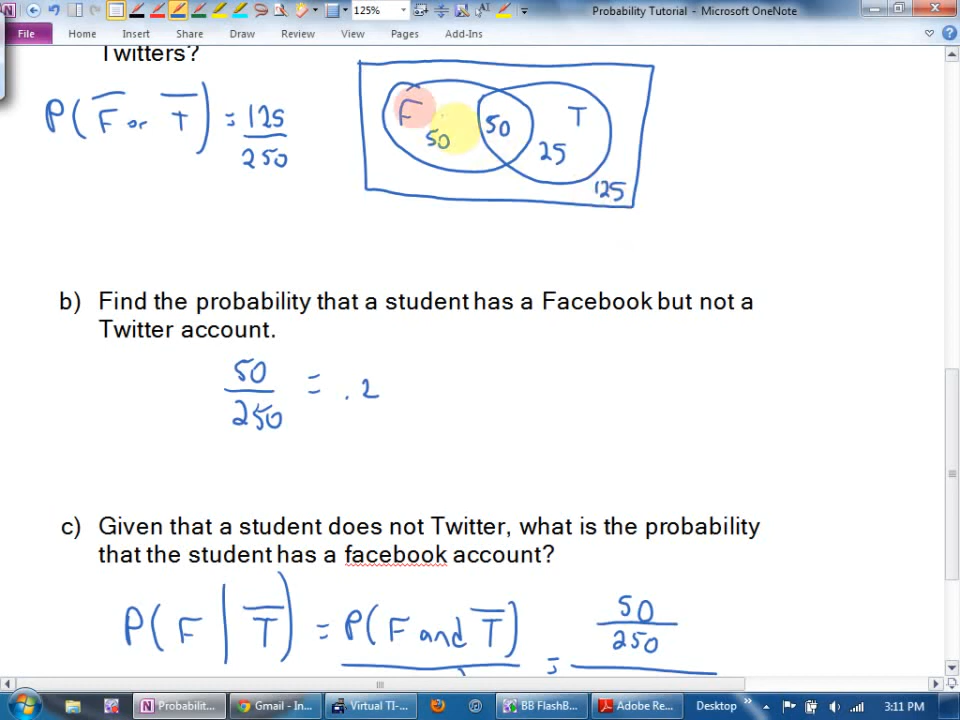 125%
Probability Tutorial - Microsoft OneNote
File Home Insert Share Draw Review View Pages Add-Ins
Twitters?
P( F̅ or T̅ ) = 125/250
F 50 50 T 25 125
b) Find the probability that a student has a Facebook but not a
Twitter account.
50/250 = .2
c) Given that a student does not Twitter, what is the probability
that the student has a facebook account?
P( F | T̅ ) = P( F and T̅ ) = 50/250
Probabilit... Gmail - In... Virtual TI-... BB FlashB... Adobe Re... Desktop 3:11 PM